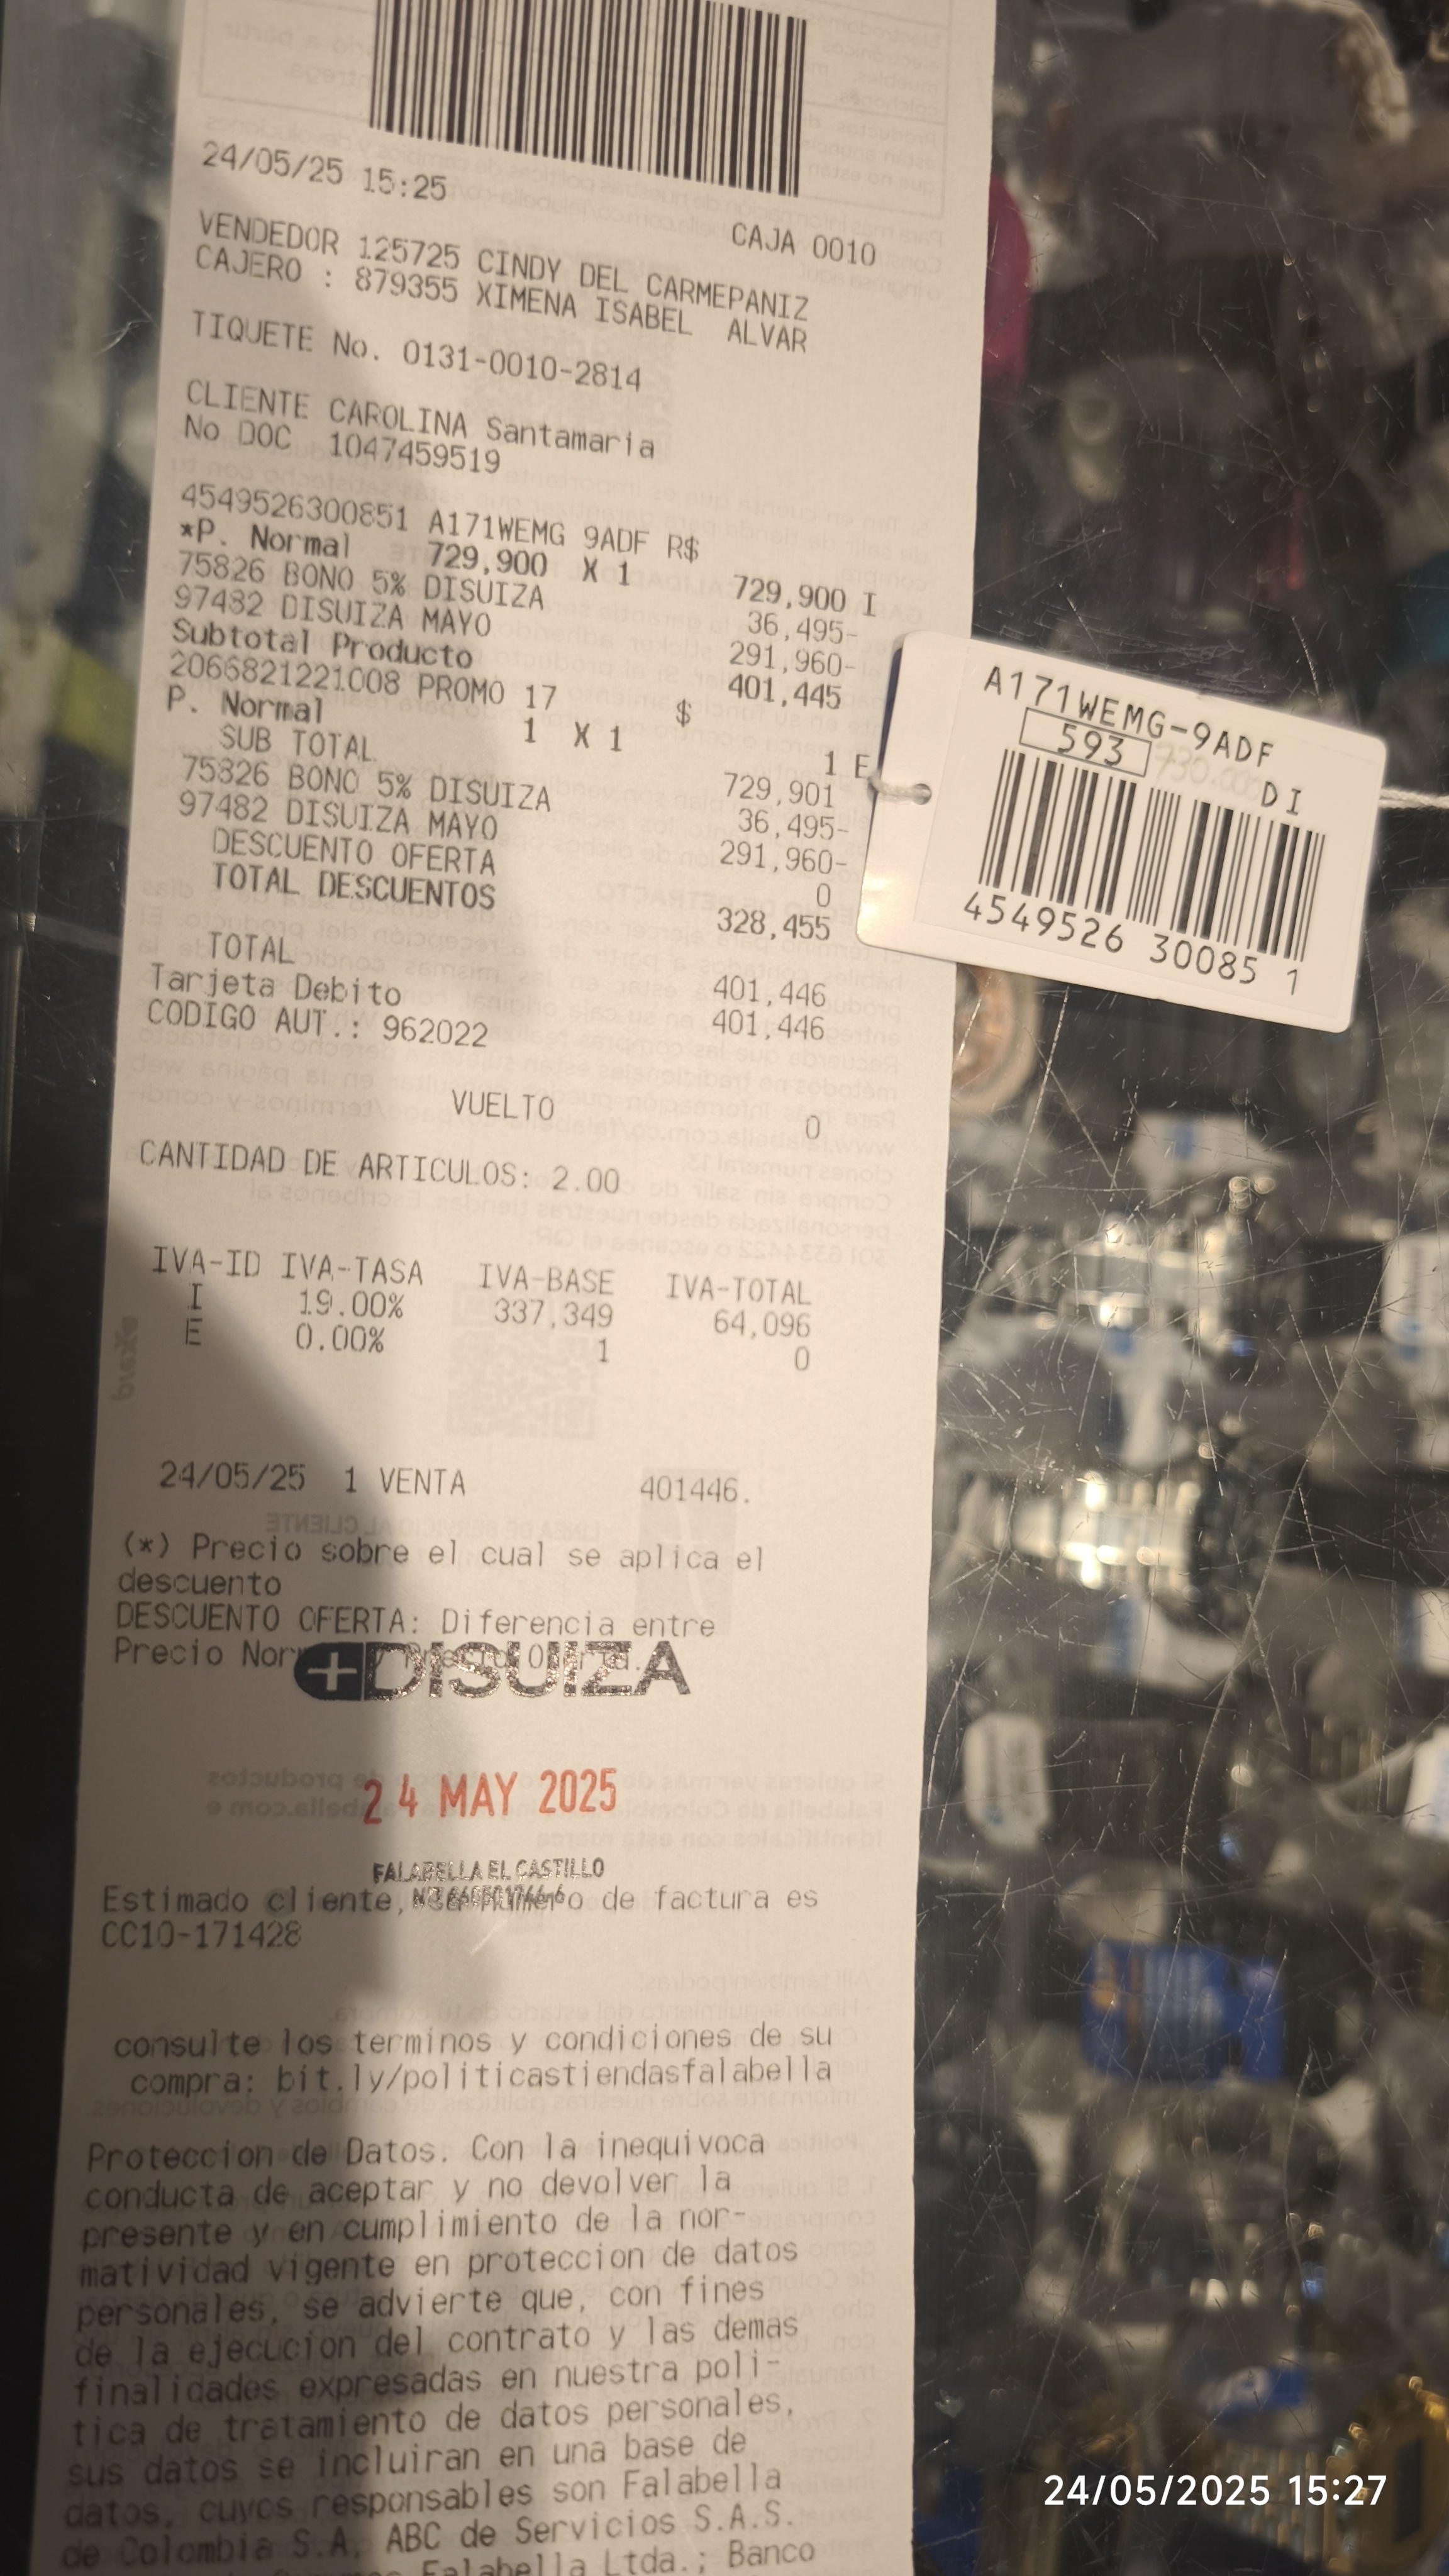 24/05/25 15:25
CAJA 0010
VENDEDOR 125725 CINDY DEL CARMEPANIZ
CAJERO : 879355 XIMENA ISABEL ALVAR
TIQUETE No. 0131-0010-2814
CLIENTE CAROLINA Santamaria
No DOC 1047459519
4549526300851 A171WEMG 9ADF R$
*P. Normal 729,900 X 1 729,900 I
75826 BONO 5% DISUIZA 36,495-
97482 DISUIZA MAYO 291,960-
Subtotal Producto 401,445
2066821221008 PROMO 17 $
P. Normal 1 X 1 1 E
SUB TOTAL 729,901
75826 BONO 5% DISUIZA 36,495-
97482 DISUIZA MAYO 291,960-
DESCUENTO OFERTA 0
TOTAL DESCUENTOS 328,455
TOTAL 401,446
Tarjeta Debito 401,446
CODIGO AUT.: 962022
VUELTO 0
CANTIDAD DE ARTICULOS: 2.00
IVA-ID IVA-TASA IVA-BASE IVA-TOTAL
I 19.00% 337,349 64,096
E 0.00% 1 0
24/05/25 1 VENTA 401446.
(*) Precio sobre el cual se aplica el
descuento
DESCUENTO OFERTA: Diferencia entre
Precio
DISUIZA
24 MAY 2025
FALABELLA EL CASTILLO
Estimado cliente, de factura es
CC10-171428
consulte los terminos y condiciones de su
compra: bit.ly/politicastiendasfalabella
Proteccion de Datos. Con la inequivoca
conducta de aceptar y no devolver la
presente y en cumplimiento de la nor-
matividad vigente en proteccion de datos
personales, se advierte que, con fines
de la ejecucion del contrato y las demas
finalidades expresadas en nuestra poli-
tica de tratamiento de datos personales,
sus datos se incluiran en una base de
datos, cuyos responsables son Falabella
de Colombia S.A, ABC de Servicios S.A.S.
Falabella Ltda.; Banco
A171WEMG-9ADF
593 730.000
DI
4549526 30085 1
24/05/2025 15:27